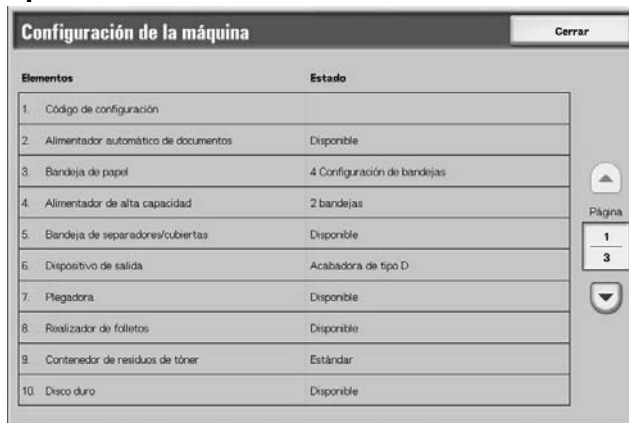 Configuración de la máquina Cerrar
Elementos Estado
1. Código de configuración
2. Alimentador automático de documentos Disponible
3. Bandeja de papel 4 Configuración de bandejas
4. Alimentador de alta capacidad 2 bandejas
5. Bandeja de separadores/cubiertas Disponible
6. Dispositivo de salida Acabadora de tipo D
7. Plegadora Disponible
8. Realizador de folletos Disponible
9. Contenedor de residuos de tóner Estándar
10. Disco duro Disponible
Página
1
3